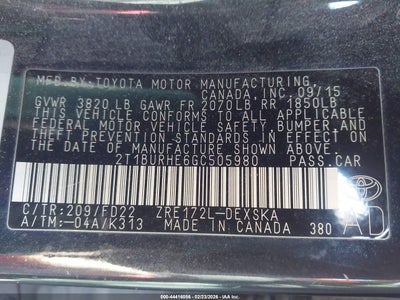 MFD.BY:TOYOTA MOTOR MANUFACTURING,
CANADA,INC. 09/15
GVWR 3820LB GAWR FR 2070LB RR 1850LB
THIS VEHICLE CONFORMS TO ALL APPLICABLE
FEDERAL MOTOR VEHICLE SAFETY,BUMPER,AND
THEFT PREVENTION STANDARDS IN EFFECT ON
THE DATE OF MANUFACTURE SHOWN ABOVE.
2T1BURHE6GC505980 PASS.CAR
C/TR:209/FD22 ZRE172L-DEXSKA
A/TM:-04A/K313 MADE IN CANADA 380
AD
000-44416056 - 02/23/2026 - IAA Inc.